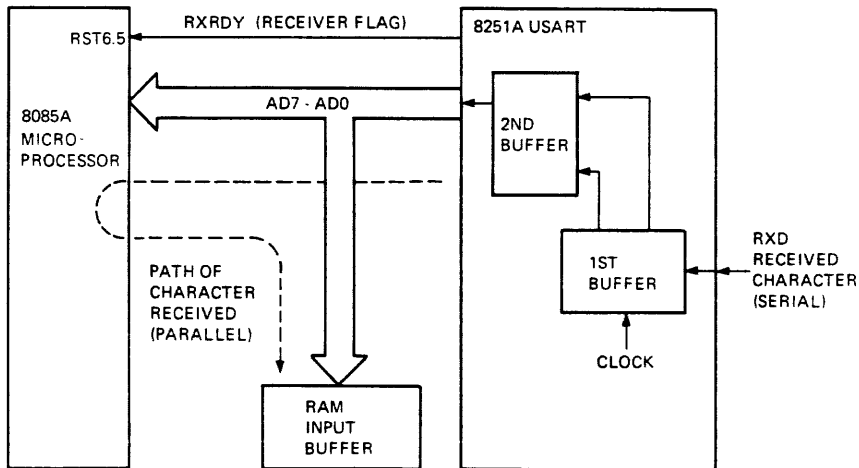 RXRDY (RECEIVER FLAG)
RST6.5
8251A USART
AD7 - AD0
8085A
MICRO-
PROCESSOR
2ND
BUFFER
1ST
BUFFER
RXD
RECEIVED
CHARACTER
(SERIAL)
PATH OF
CHARACTER
RECEIVED
(PARALLEL)
CLOCK
RAM
INPUT
BUFFER